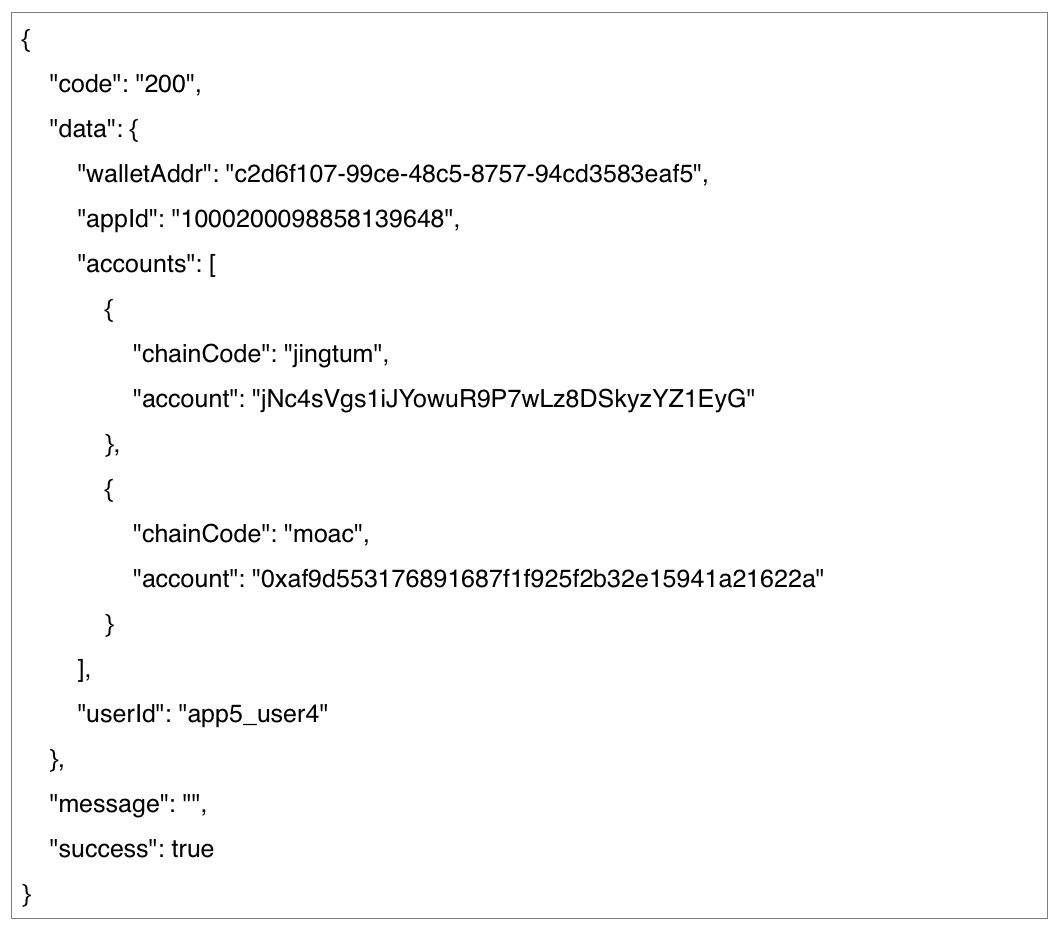 {
"code": "200",
"data": {
"walletAddr": "c2d6f107-99ce-48c5-8757-94cd3583eaf5",
"appId": "1000200098858139648",
"accounts": [
{
"chainCode": "jingtum",
"account": "jNc4sVgs1iJYowuR9P7wLz8DSkyzYZ1EyG"
},
{
"chainCode": "moac",
"account": "0xaf9d553176891687f1f925f2b32e15941a21622a"
}
],
"userId": "app5_user4"
},
"message": "",
"success": true
}